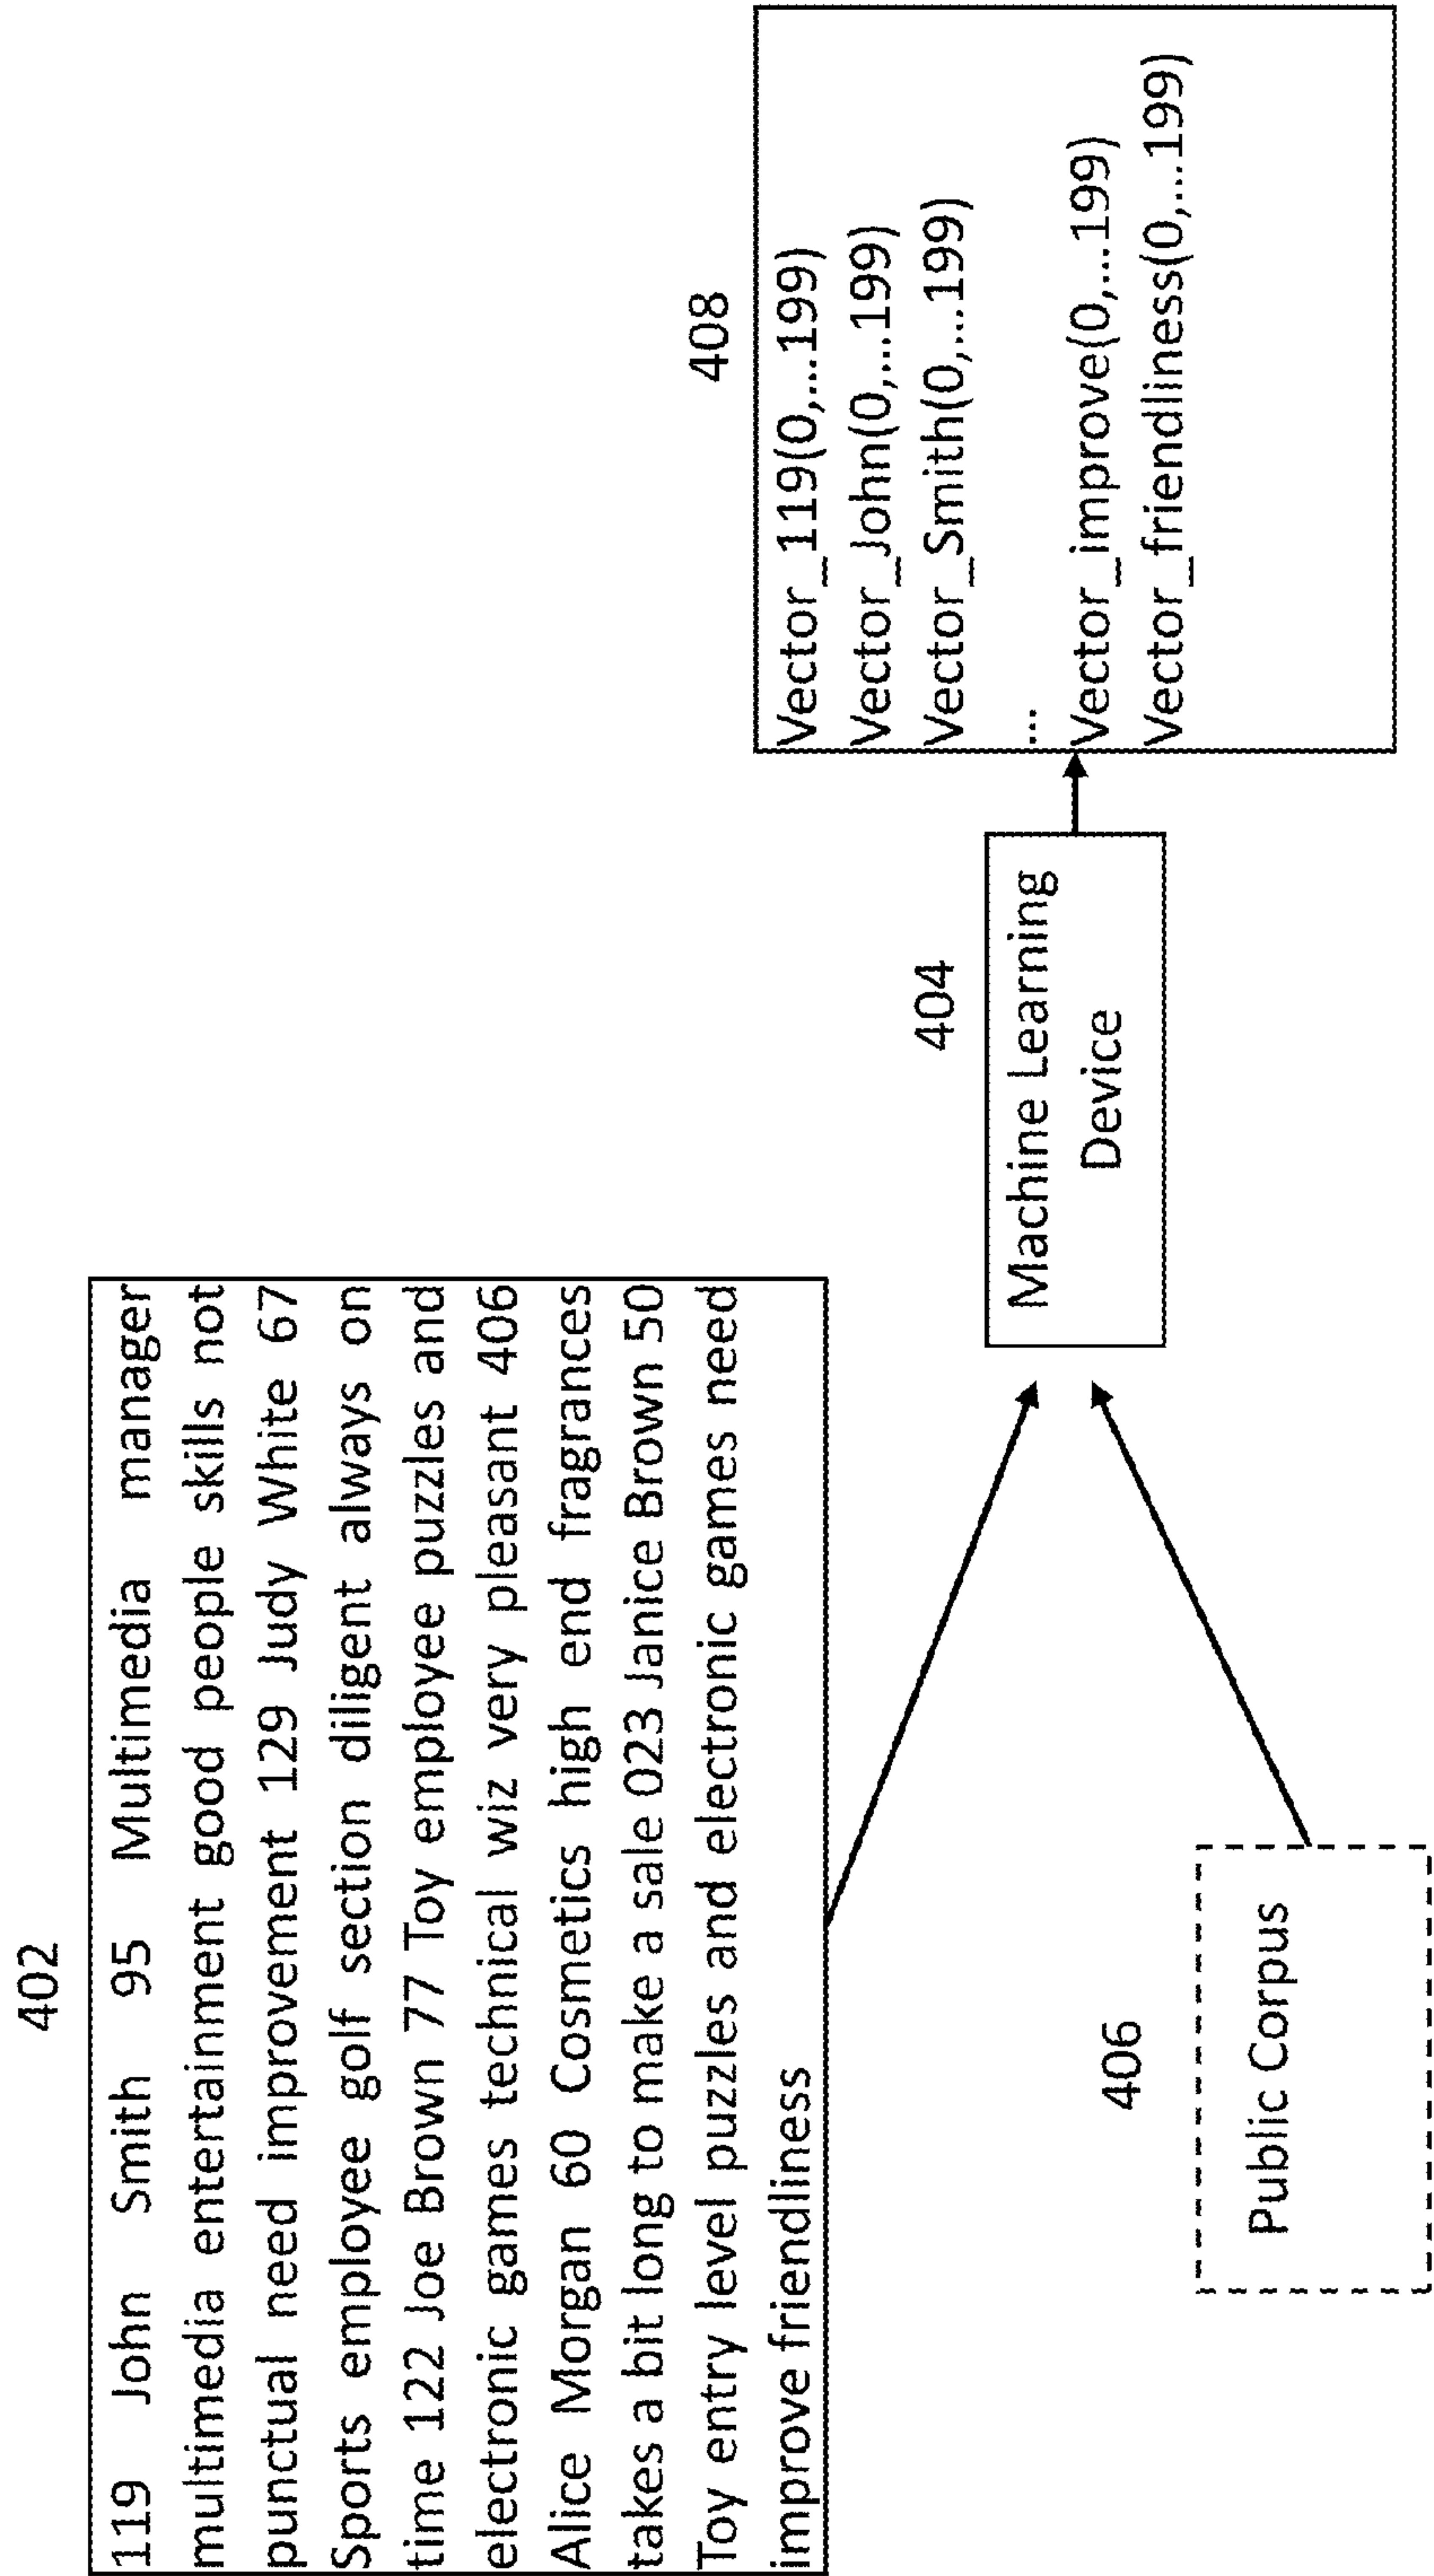 402
119 John Smith 95 Multimedia manager
multimedia entertainment good people skills not
punctual need improvement 129 Judy White 67
Sports employee golf section diligent always on
time 122 Joe Brown 77 Toy employee puzzles and
electronic games technical wiz very pleasant 406
Alice Morgan 60 Cosmetics high end fragrances
takes a bit long to make a sale 023 Janice Brown 50
Toy entry level puzzles and electronic games need
improve friendliness
406
Public Corpus
404
Machine Learning
Device
408
Vector_119(0,...199)
Vector_John(0,...199)
Vector_Smith(0,...199)
...
Vector_improve(0,...199)
Vector_friendliness(0,...199)